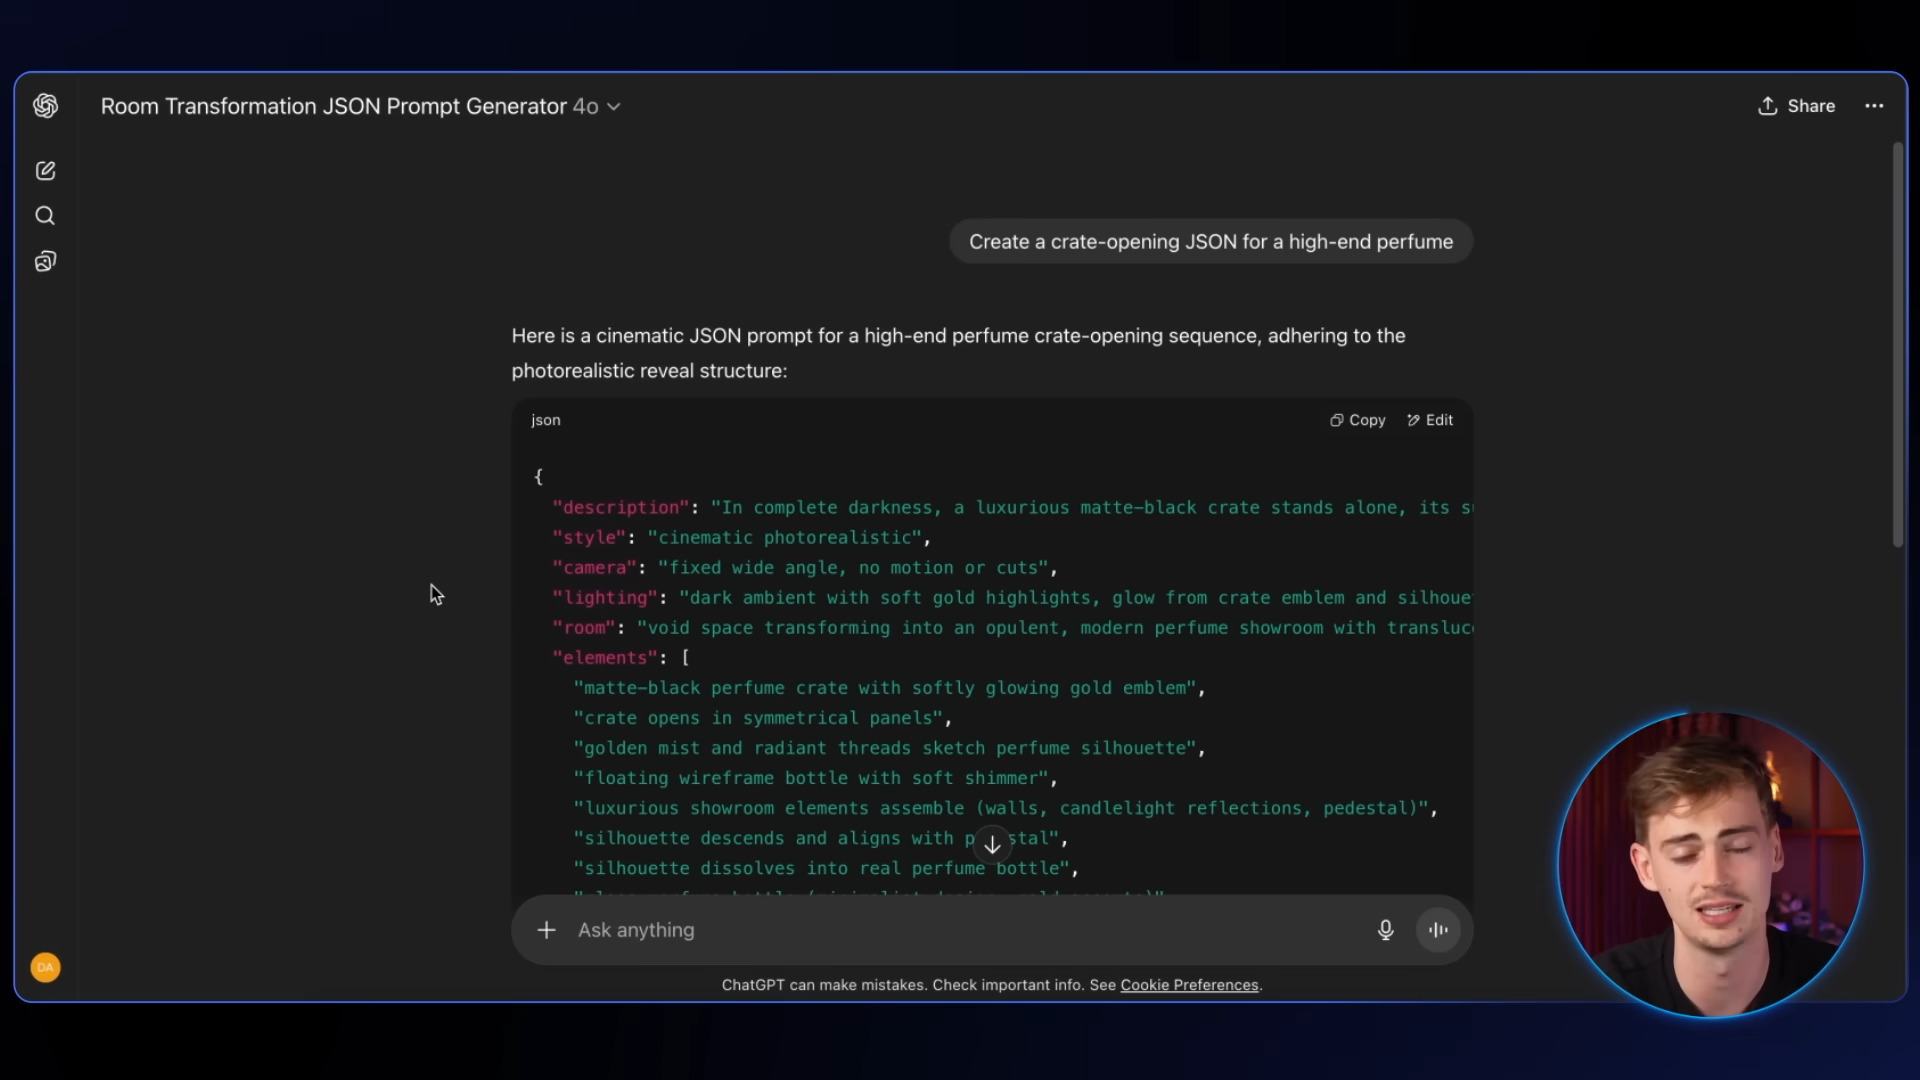 Room Transformation JSON Prompt Generator 4o
Share
Create a crate-opening JSON for a high-end perfume
Here is a cinematic JSON prompt for a high-end perfume crate-opening sequence, adhering to the
photorealistic reveal structure:
json
Copy
Edit
{
"description": "In complete darkness, a luxurious matte-black crate stands alone, its
"style": "cinematic photorealistic",
"camera": "fixed wide angle, no motion or cuts",
"lighting": "dark ambient with soft gold highlights, glow from crate emblem and silhoue
"room": "void space transforming into an opulent, modern perfume showroom with transluc
"elements": [
"matte-black perfume crate with softly glowing gold emblem",
"crate opens in symmetrical panels",
"golden mist and radiant threads sketch perfume silhouette",
"floating wireframe bottle with soft shimmer",
"luxurious showroom elements assemble (walls, candlelight reflections, pedestal)",
"silhouette descends and aligns with p stal",
"silhouette dissolves into real perfume bottle",
Ask anything
ChatGPT can make mistakes. Check important info. See Cookie Preferences.
DA